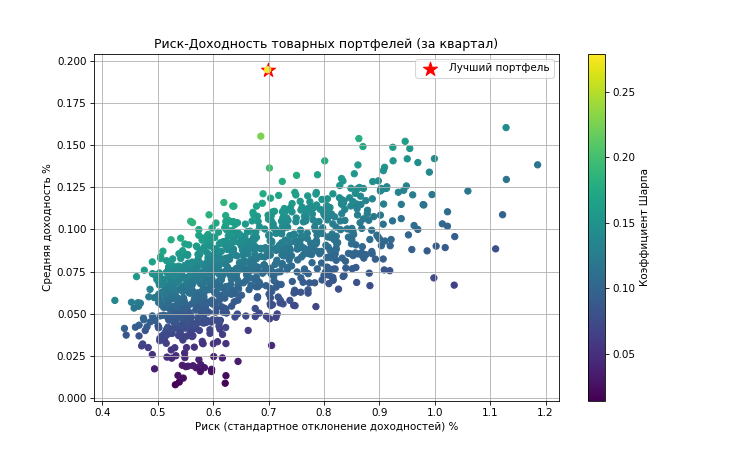 Риск-Доходность товарных портфелей (за квартал)
Лучший портфель
Средняя доходность %
0.200
0.175
0.150
0.125
0.100
0.075
0.050
0.025
0.000
0.4 0.5 0.6 0.7 0.8 0.9 1.0 1.1 1.2
Риск (стандартное отклонение доходностей) %
0.25
0.20
0.15
0.10
0.05
Коэффициент Шарпа